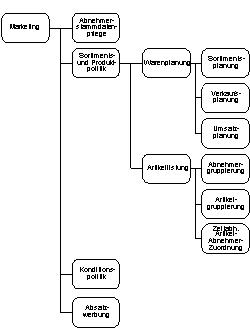 Marketing
Abnehmer-
stammdaten-
pflege
Sortiments-
und Produkt-
politik
Warenplanung
Sortiments-
planung
Verkaufs-
planung
Umsatz-
planung
Artikellistung
Abnehmer-
gruppierung
Artikel-
gruppierung
Zeitabh.
Artikel-
Abnehmer-
Zuordnung
Konditions-
politik
Absatz-
werbung